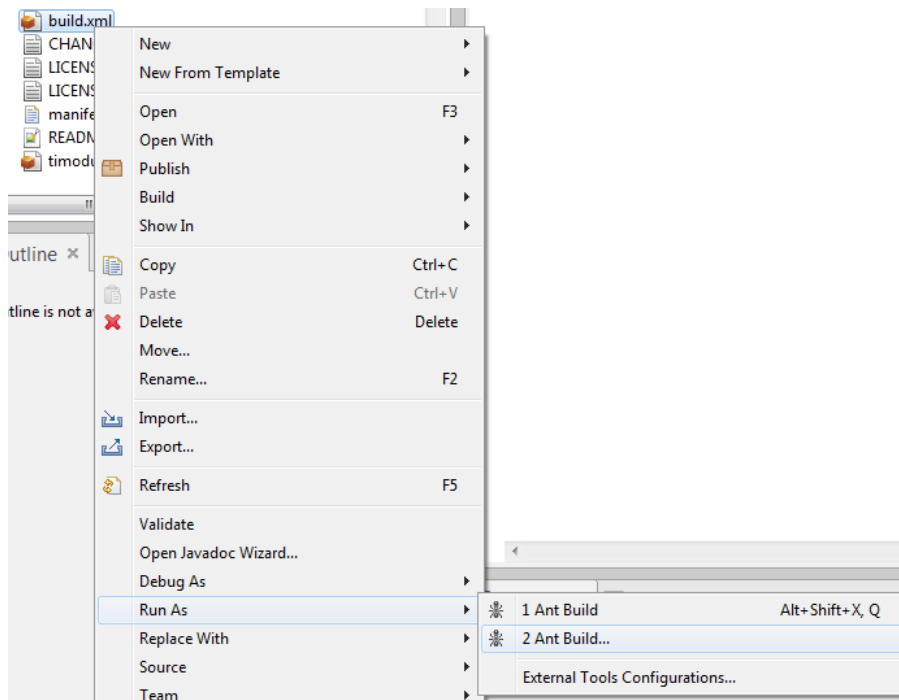 build.xml
CHAN
LICENS
LICENS
manife
READM
timodu
utline
tline is not a
New
New From Template
Open F3
Open With
Publish
Build
Show In
Copy Ctrl+C
Paste Ctrl+V
Delete Delete
Move...
Rename... F2
Import...
Export...
Refresh F5
Validate
Open Javadoc Wizard...
Debug As
Run As
Replace With
Source
Team
1 Ant Build Alt+Shift+X, Q
2 Ant Build...
External Tools Configurations...